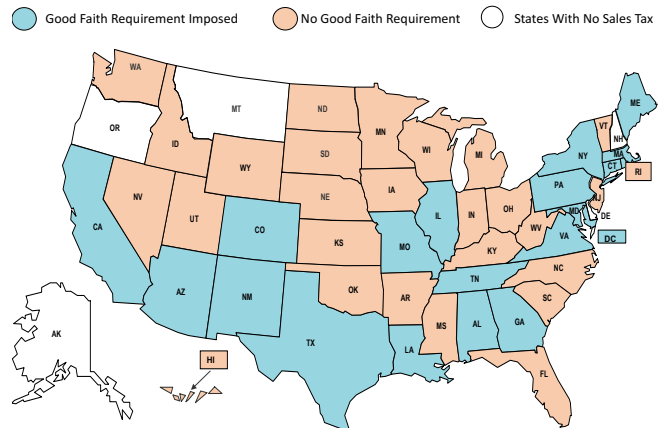 Good Faith Requirement Imposed
No Good Faith Requirement
States With No Sales Tax
WA
MT
ND
MN
ME
OR
ID
SD
WI
MI
VT
NH
NY
MA
CT
RI
WY
IA
PA
NJ
NV
NE
IL
IN
OH
MD
DE
UT
CO
WV
VA
DC
CA
KS
MO
KY
AZ
NM
OK
AR
TN
NC
SC
MS
AL
GA
TX
LA
AK
HI
FL